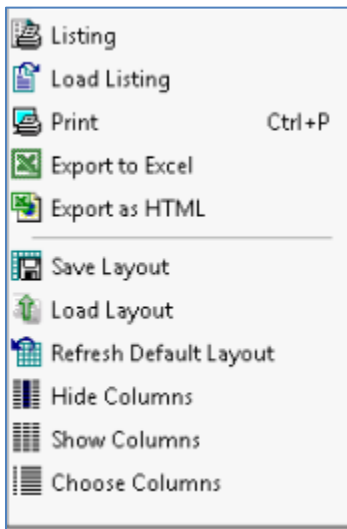 Listing
Load Listing
Print Ctrl+P
Export to Excel
Export as HTML
Save Layout
Load Layout
Refresh Default Layout
Hide Columns
Show Columns
Choose Columns